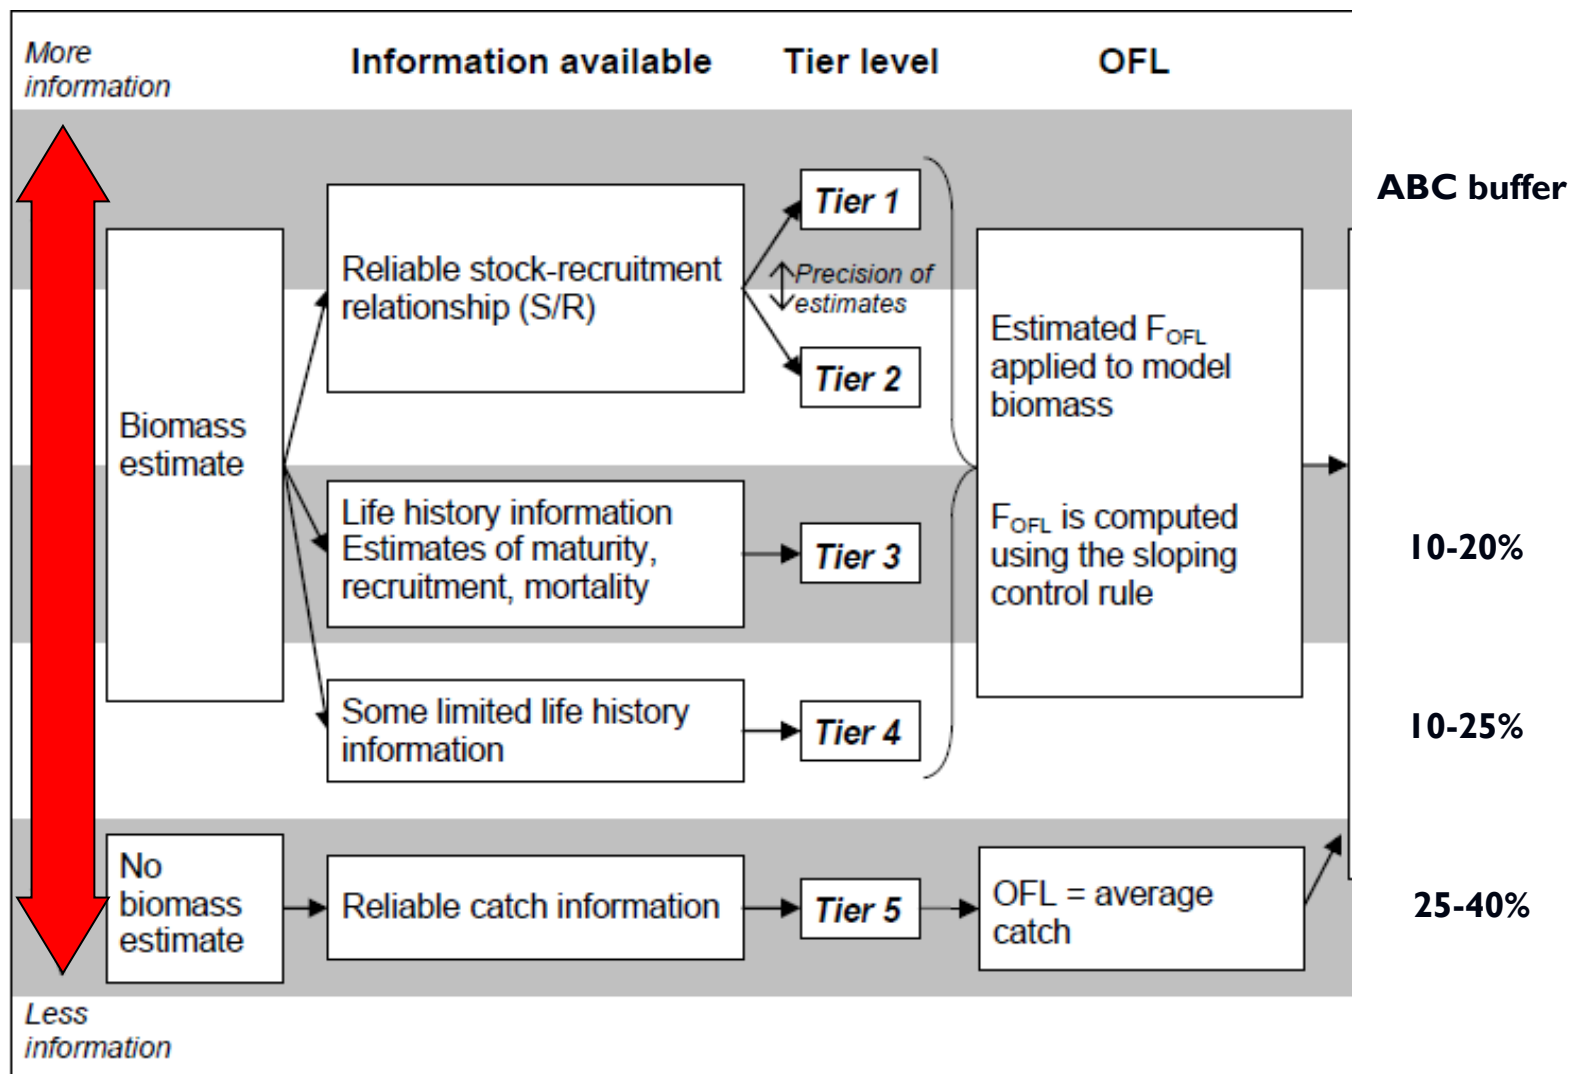 More
information
Information available
Tier level
OFL
ABC buffer
Tier 1
Reliable stock-recruitment
relationship (S/R)
Precision of
estimates
Tier 2
Biomass
estimate
Estimated FOFL
applied to model
biomass
FOFL is computed
using the sloping
control rule
Life history information
Estimates of maturity,
recruitment, mortality
Tier 3
10-20%
Some limited life history
information
Tier 4
10-25%
No
biomass
estimate
Reliable catch information
Tier 5
OFL = average
catch
25-40%
Less
information